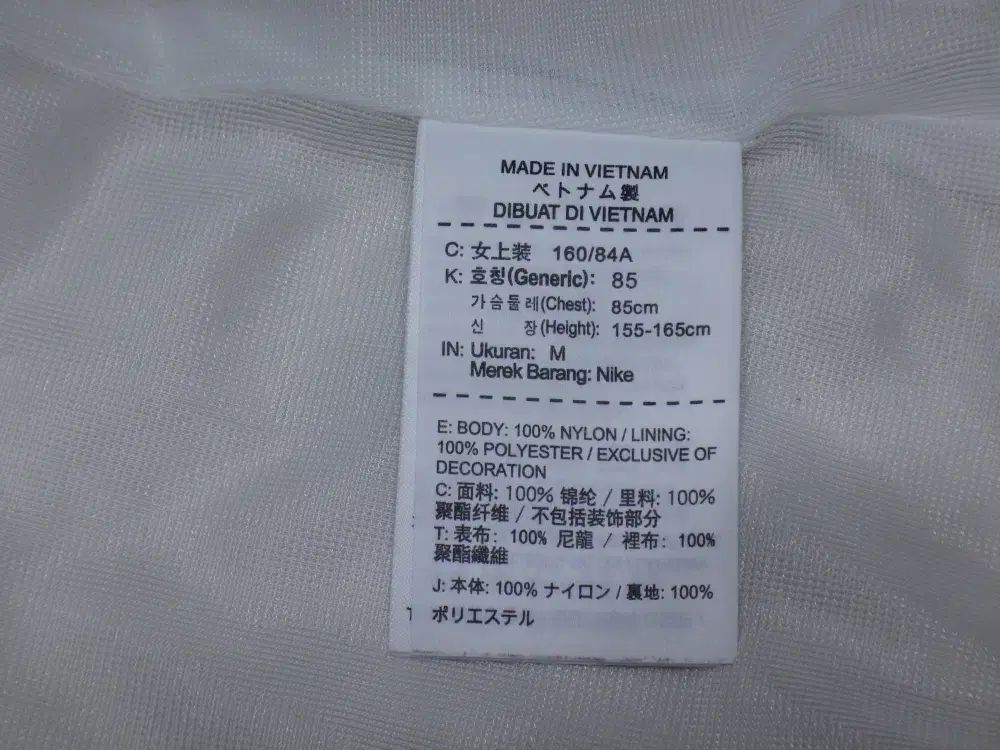 MADE IN VIETNAM
ベトナム製
DIBUAT DI VIETNAM
C: 女上装 160/84A
K: 호칭(Generic): 85
가슴둘레(Chest): 85cm
신 장(Height): 155-165cm
IN: Ukuran: M
Merek Barang: Nike
E: BODY: 100% NYLON / LINING:
100% POLYESTER / EXCLUSIVE OF
DECORATION
C: 面料: 100% 锦纶 / 里料: 100%
聚酯纤维 / 不包括装饰部分
T: 表布: 100% 尼龍 / 裡布: 100%
聚酯纖維
J: 本体: 100% ナイロン / 裏地: 100%
ポリエステル